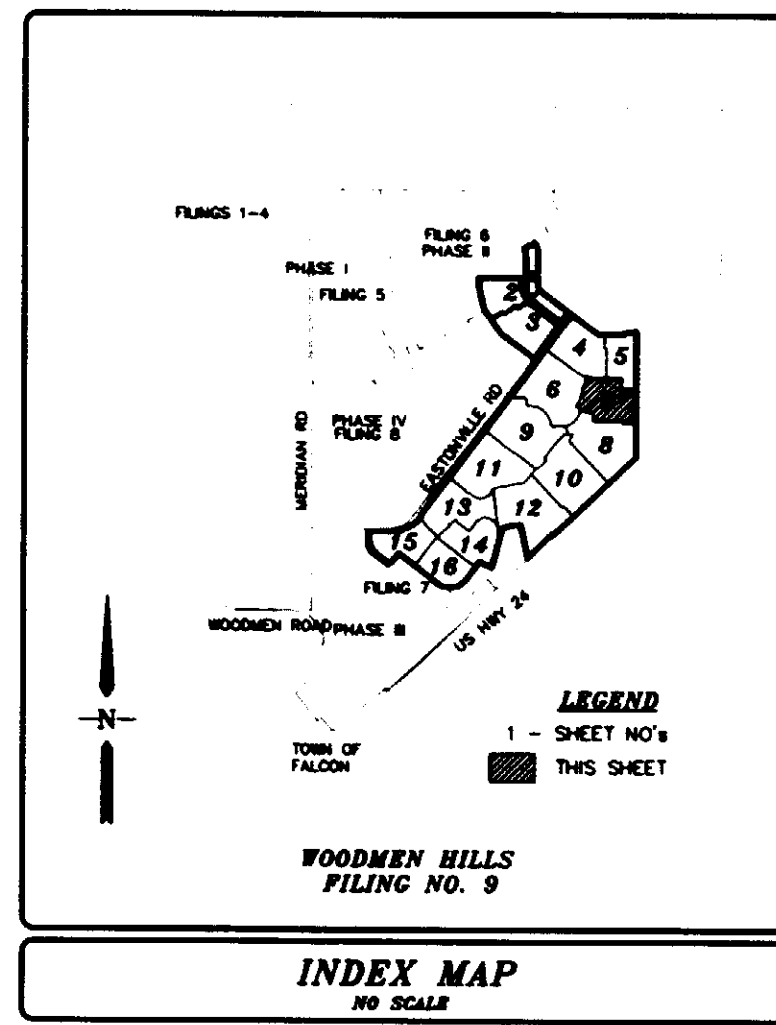 FILINGS 1-4
FILING 6
PHASE II
PHASE I
FILING 5
2
3
4
5
6
MERIDIAN RD
PHASE IV
FILING 8
EASTONVILLE RD
9
8
11
10
13
12
15
14
16
FILING 7
WOODMEN ROAD
PHASE III
US HWY 24
N
TOWN OF
FALCON
LEGEND
1 - SHEET NO's
THIS SHEET
WOODMEN HILLS
FILING NO. 9
INDEX MAP
NO SCALE